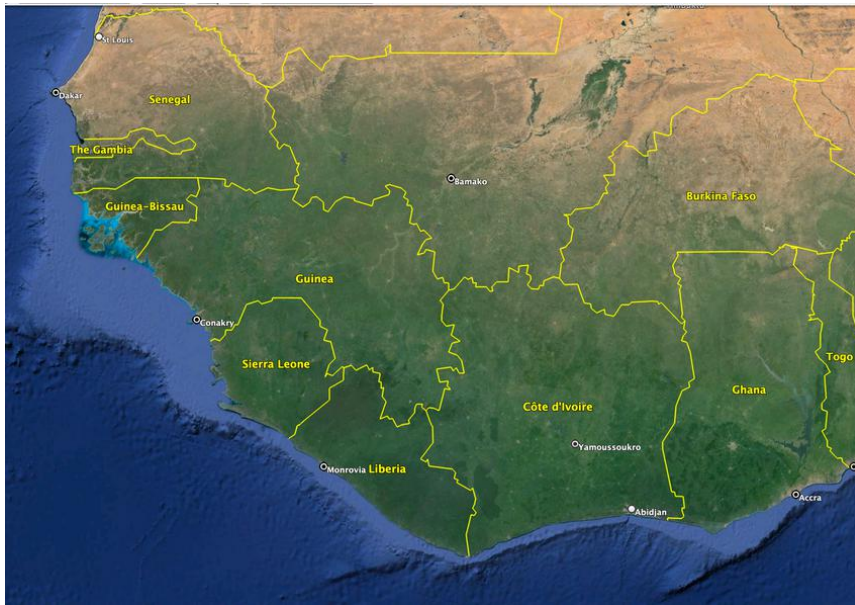 St Louis
Dakar
Senegal
The Gambia
Bamako
Guinea-Bissau
Burkina Faso
Guinea
Conakry
Sierra Leone
Togo
Ghana
Côte d'Ivoire
Yamoussoukro
Monrovia
Liberia
Accra
Abidjan